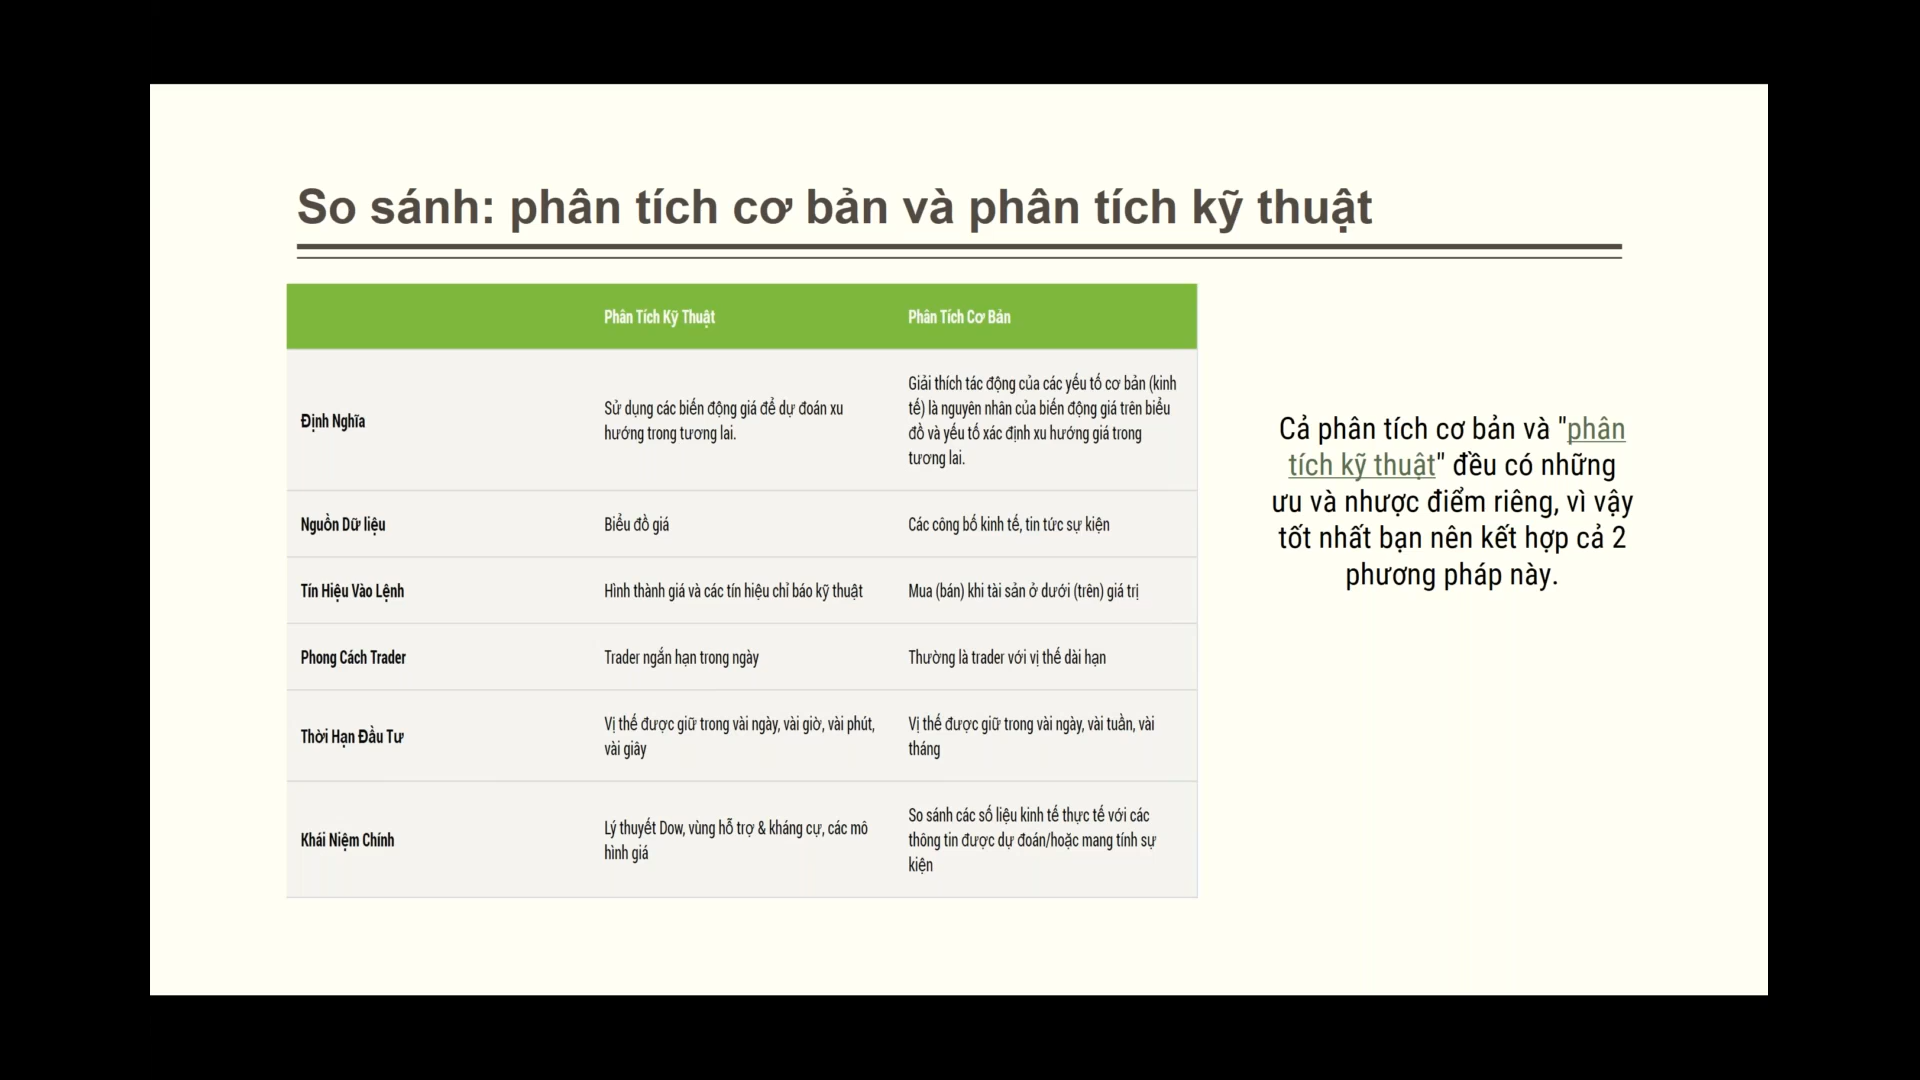 So sánh: phân tích cơ bản và phân tích kỹ thuật
Phân Tích Kỹ Thuật
Phân Tích Cơ Bản
Định Nghĩa
Sử dụng các biến động giá để dự đoán xu
hướng trong tương lai.
Giải thích tác động của các yếu tố cơ bản (kinh
tế) là nguyên nhân của biến động giá trên biểu
đồ và yếu tố xác định xu hướng giá trong
tương lai.
Nguồn Dữ liệu
Biểu đồ giá
Các công bố kinh tế, tin tức sự kiện
Tín Hiệu Vào Lệnh
Hình thành giá và các tín hiệu chỉ báo kỹ thuật
Mua (bán) khi tài sản ở dưới (trên) giá trị
Phong Cách Trader
Trader ngắn hạn trong ngày
Thường là trader với vị thế dài hạn
Thời Hạn Đầu Tư
Vị thế được giữ trong vài ngày, vài giờ, vài phút,
vài giây
Vị thế được giữ trong vài ngày, vài tuần, vài
tháng
Khái Niệm Chính
Lý thuyết Dow, vùng hỗ trợ & kháng cự, các mô
hình giá
So sánh các số liệu kinh tế thực tế với các
thông tin được dự đoán/hoặc mang tính sự
kiện
Cả phân tích cơ bản và "phân
tích kỹ thuật" đều có những
ưu và nhược điểm riêng, vì vậy
tốt nhất bạn nên kết hợp cả 2
phương pháp này.